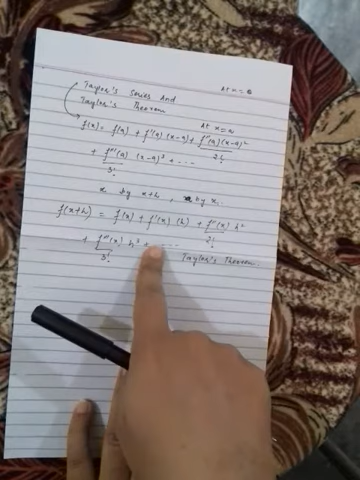 At x = a
Taylor's Series And
Taylor's Theorem
At x = a
f(x) = f(a) + f'(a) (x-a) + f''(a) (x-a)²
2!
+ f'''(a) (x-a)³ + ....
3!
x by x+h, a by x.
f(x+h) = f(a) + f'(x) (h) + f''(x) h²
2!
+ f'''(x) h³ + ....
3!
Taylor's Theorem.